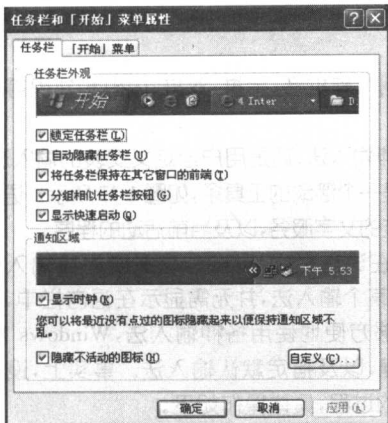 任务栏和「开始」菜单属性
任务栏 「开始」菜单
任务栏外观
开始 4 Inter D
锁定任务栏(L)
自动隐藏任务栏(U)
将任务栏保持在其它窗口的前端(T)
分组相似任务栏按钮(G)
显示快速启动(Q)
通知区域
« 下午 5:53
显示时钟(K)
您可以将最近没有点过的图标隐藏起来以便保持通知区域不
乱。
隐藏不活动的图标(H) 自定义(C)...
确定 取消 应用(A)